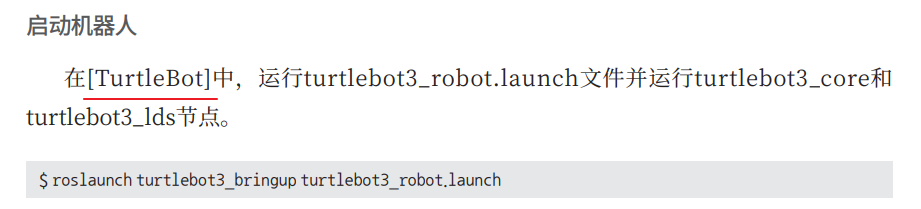 启动机器人
在[TurtleBot]中，运行turtlebot3_robot.launch文件并运行turtlebot3_core和
turtlebot3_lds节点。
$ roslaunch turtlebot3_bringup turtlebot3_robot.launch